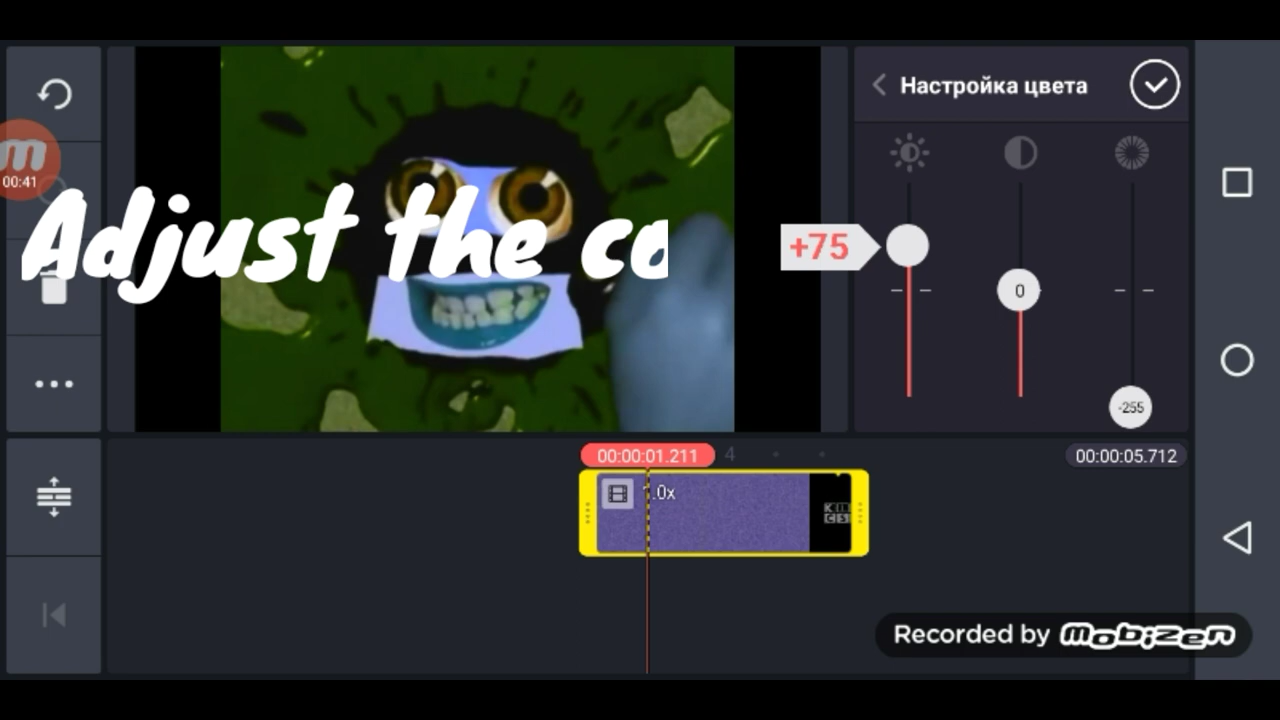 Настройка цвета
00:41
Adjust the co
+75
0
-255
00:00:01.211
4
00:00:05.712
1.0x
Recorded by mobizen